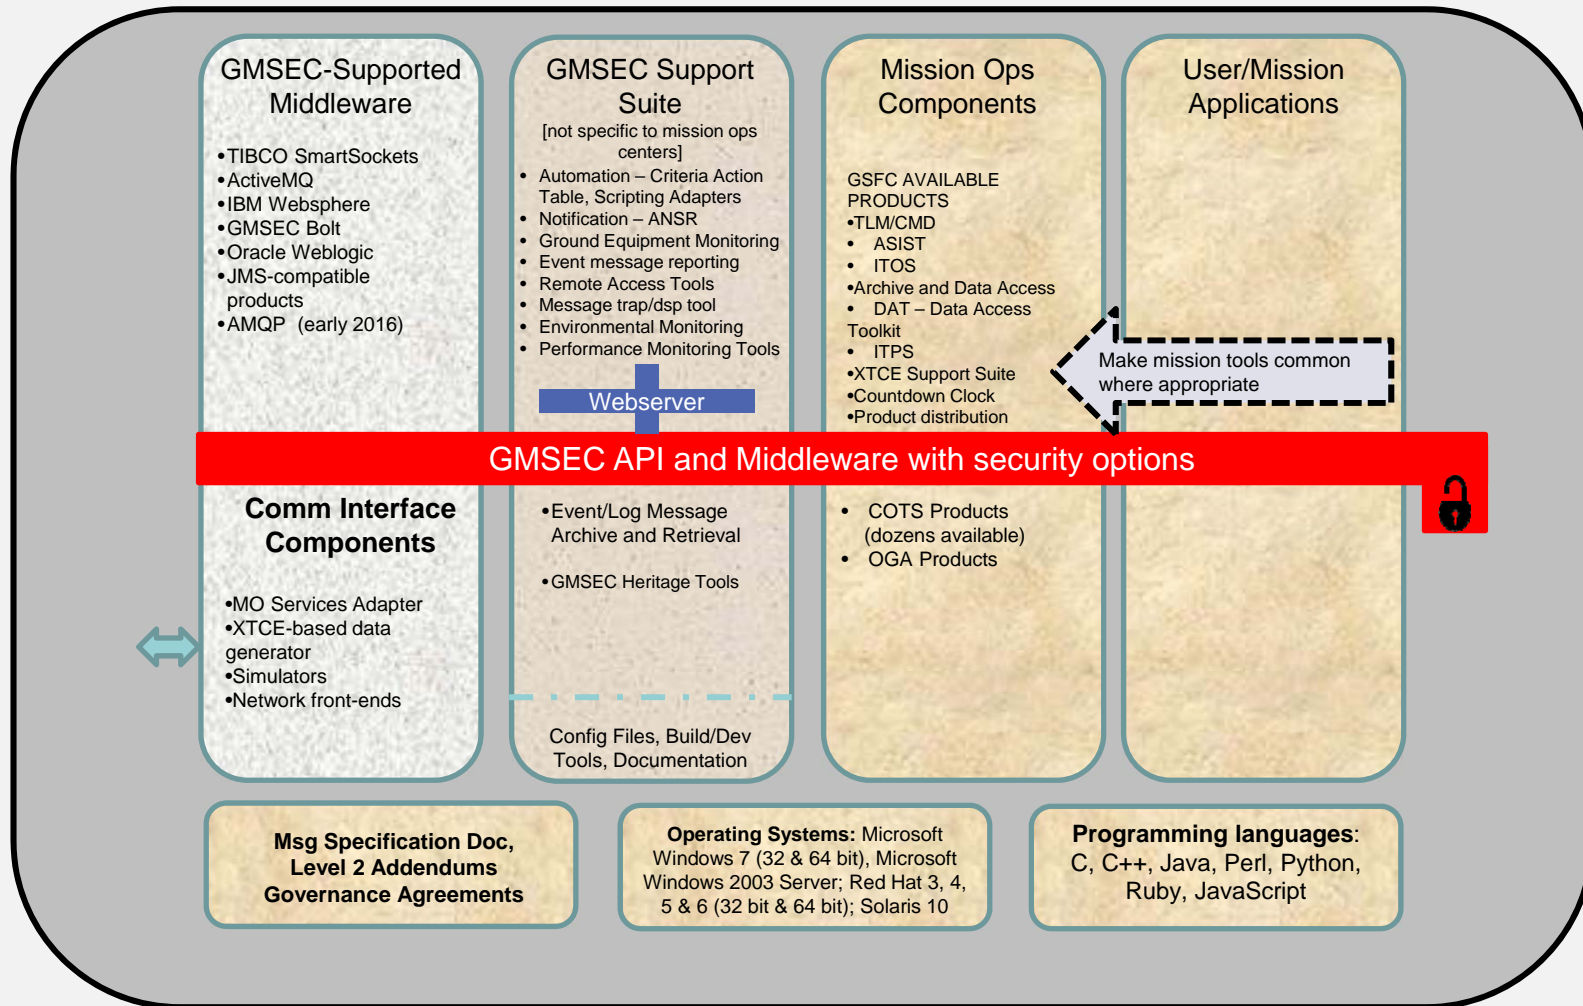 GMSEC-Supported
Middleware
•TIBCO SmartSockets
•ActiveMQ
•IBM Websphere
•GMSEC Bolt
•Oracle Weblogic
•JMS-compatible
products
•AMQP (early 2016)
GMSEC Support
Suite
[not specific to mission ops
centers]
• Automation – Criteria Action
Table, Scripting Adapters
• Notification – ANSR
• Ground Equipment Monitoring
• Event message reporting
• Remote Access Tools
• Message trap/dsp tool
• Environmental Monitoring
• Performance Monitoring Tools
Webserver
Mission Ops
Components
GSFC AVAILABLE
PRODUCTS
•TLM/CMD
• ASIST
• ITOS
•Archive and Data Access
• DAT – Data Access
Toolkit
• ITPS
•XTCE Support Suite
•Countdown Clock
•Product distribution
User/Mission
Applications
Make mission tools common
where appropriate
GMSEC API and Middleware with security options
Comm Interface
Components
•MO Services Adapter
•XTCE-based data
generator
•Simulators
•Network front-ends
•Event/Log Message
Archive and Retrieval
•GMSEC Heritage Tools
Config Files, Build/Dev
Tools, Documentation
• COTS Products
(dozens available)
• OGA Products
Msg Specification Doc,
Level 2 Addendums
Governance Agreements
Operating Systems: Microsoft
Windows 7 (32 & 64 bit), Microsoft
Windows 2003 Server; Red Hat 3, 4,
5 & 6 (32 bit & 64 bit); Solaris 10
Programming languages:
C, C++, Java, Perl, Python,
Ruby, JavaScript